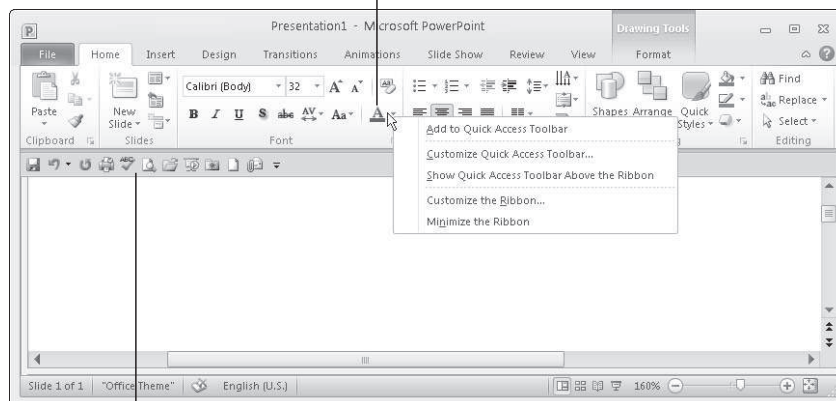 Presentation1 - Microsoft PowerPoint
Drawing Tools
File Home Insert Design Transitions Animations Slide Show Review View Format
Calibri (Body) 32
Paste
New Slide
B I U S abc AV Aa A
Shapes Arrange Quick Styles
Find
Replace
Select
Clipboard Slides Font Editing
Add to Quick Access Toolbar
Customize Quick Access Toolbar...
Show Quick Access Toolbar Above the Ribbon
Customize the Ribbon...
Minimize the Ribbon
Slide 1 of 1 "Office Theme" English (U.S.) 160%